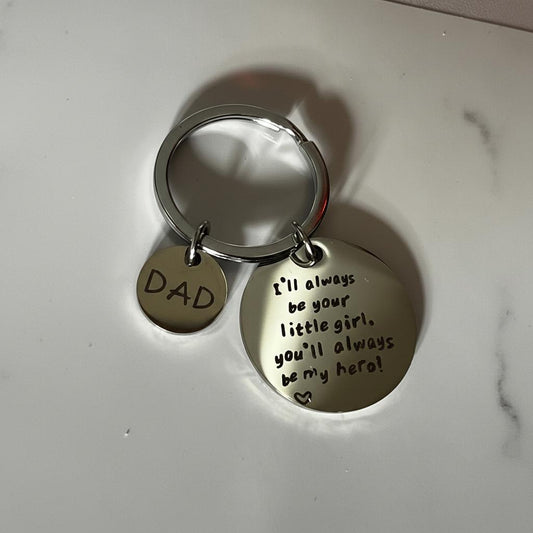 DAD
I'll always
be your
little girl.
you'll always
be my hero!